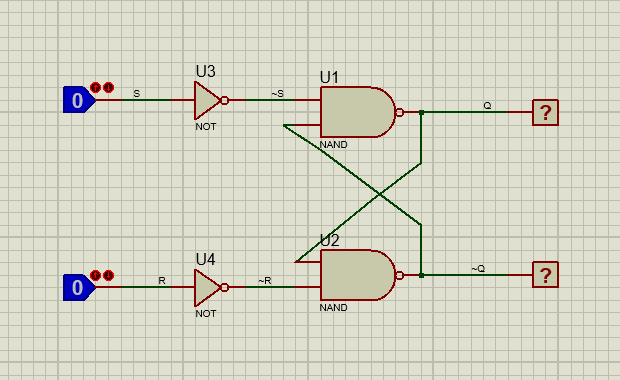 U3
U1
0
S
~S
Q
?
NOT
NAND
U4
U2
0
R
~R
~Q
?
NOT
NAND